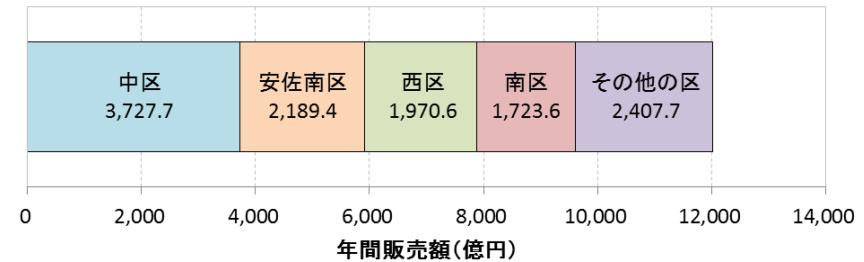 中区 安佐南区 西区 南区 その他の区
3,727.7 2,189.4 1,970.6 1,723.6 2,407.7
0 2,000 4,000 6,000 8,000 10,000 12,000 14,000
年間販売額(億円)